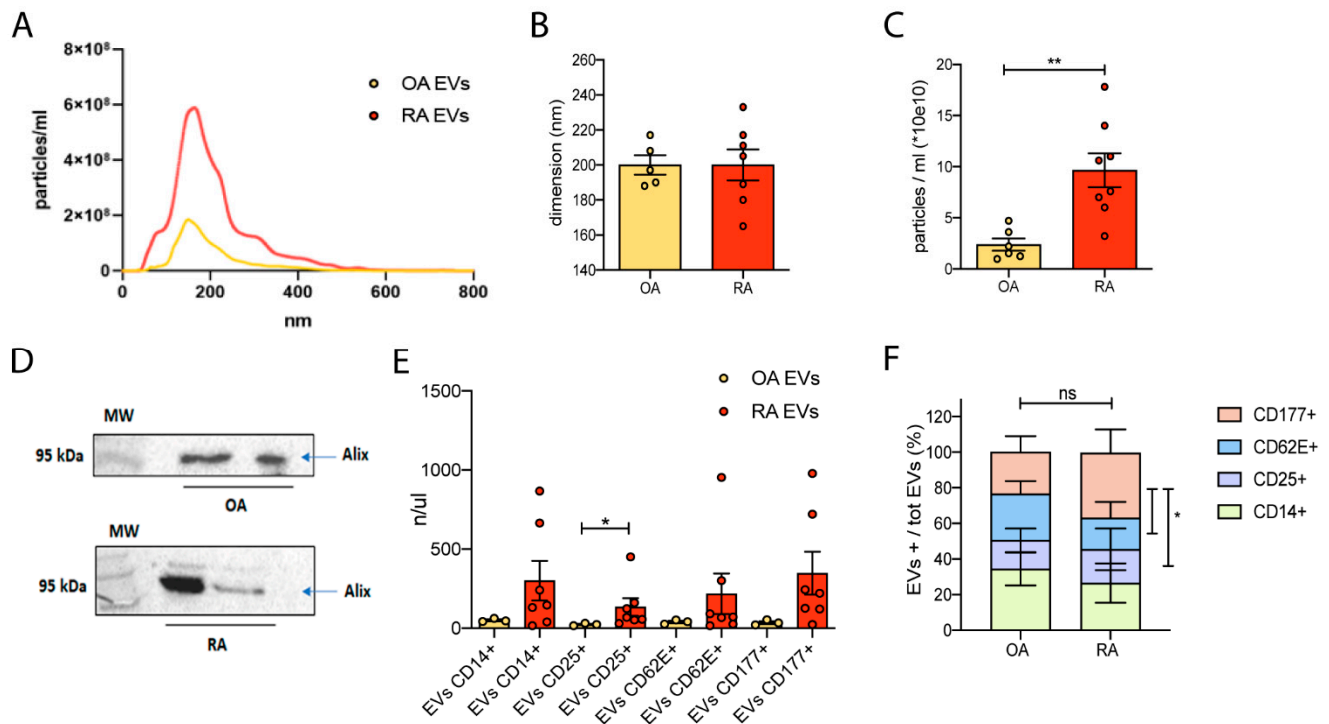 A
8×10⁸
6×10⁸
4×10⁸
2×10⁸
0
particles/ml
0 200 400 600 800
nm
OA EVs
RA EVs
B
260
240
220
200
180
160
140
dimension (nm)
OA RA
C
**
20
15
10
5
0
particles / ml (*10e10)
OA RA
D
MW
95 kDa
Alix
OA
MW
95 kDa
Alix
RA
E
1500
1000
500
0
n/ul
OA EVs
RA EVs
*
EVs CD14+
EVs CD14+
EVs CD25+
EVs CD25+
EVs CD62E+
EVs CD62E+
EVs CD177+
EVs CD177+
F
ns
120
100
80
60
40
20
0
EVs + / tot EVs (%)
OA RA
*
CD177+
CD62E+
CD25+
CD14+